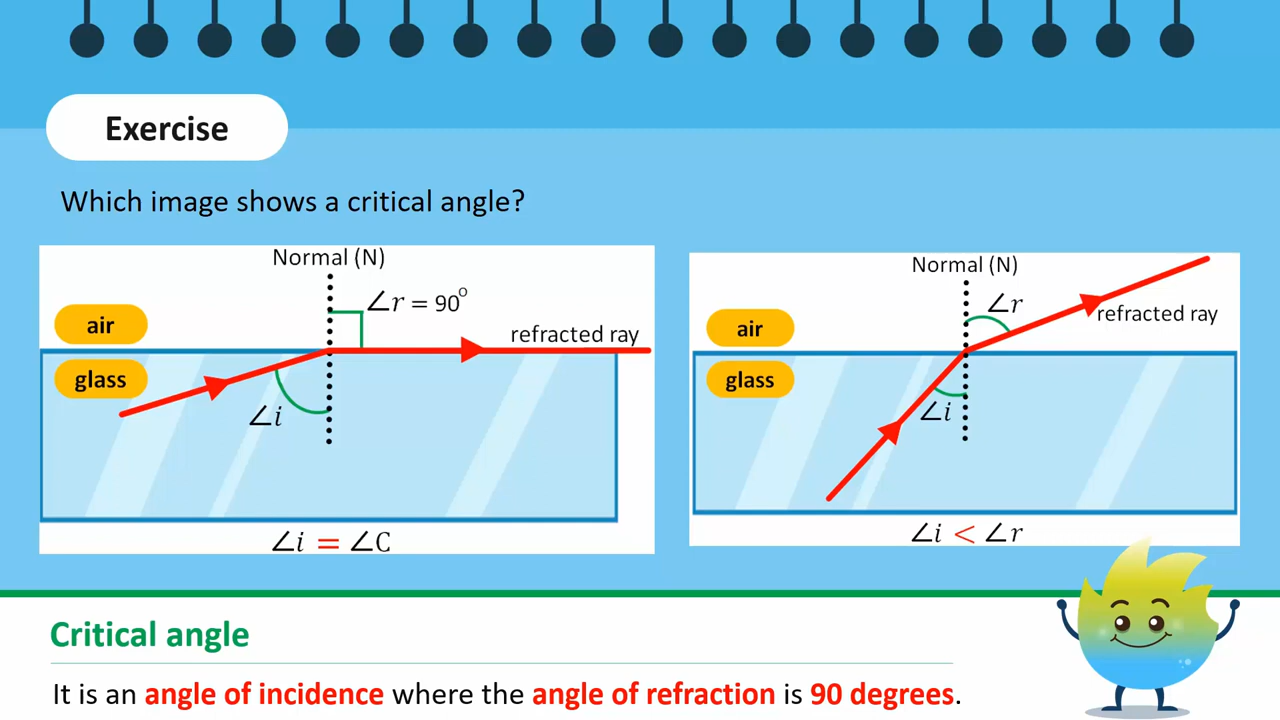 Exercise
Which image shows a critical angle?
Normal (N)
∠r = 90°
air
refracted ray
glass
∠i
∠i = ∠C
Normal (N)
∠r
air
refracted ray
glass
∠i
∠i < ∠r
Critical angle
It is an angle of incidence where the angle of refraction is 90 degrees.